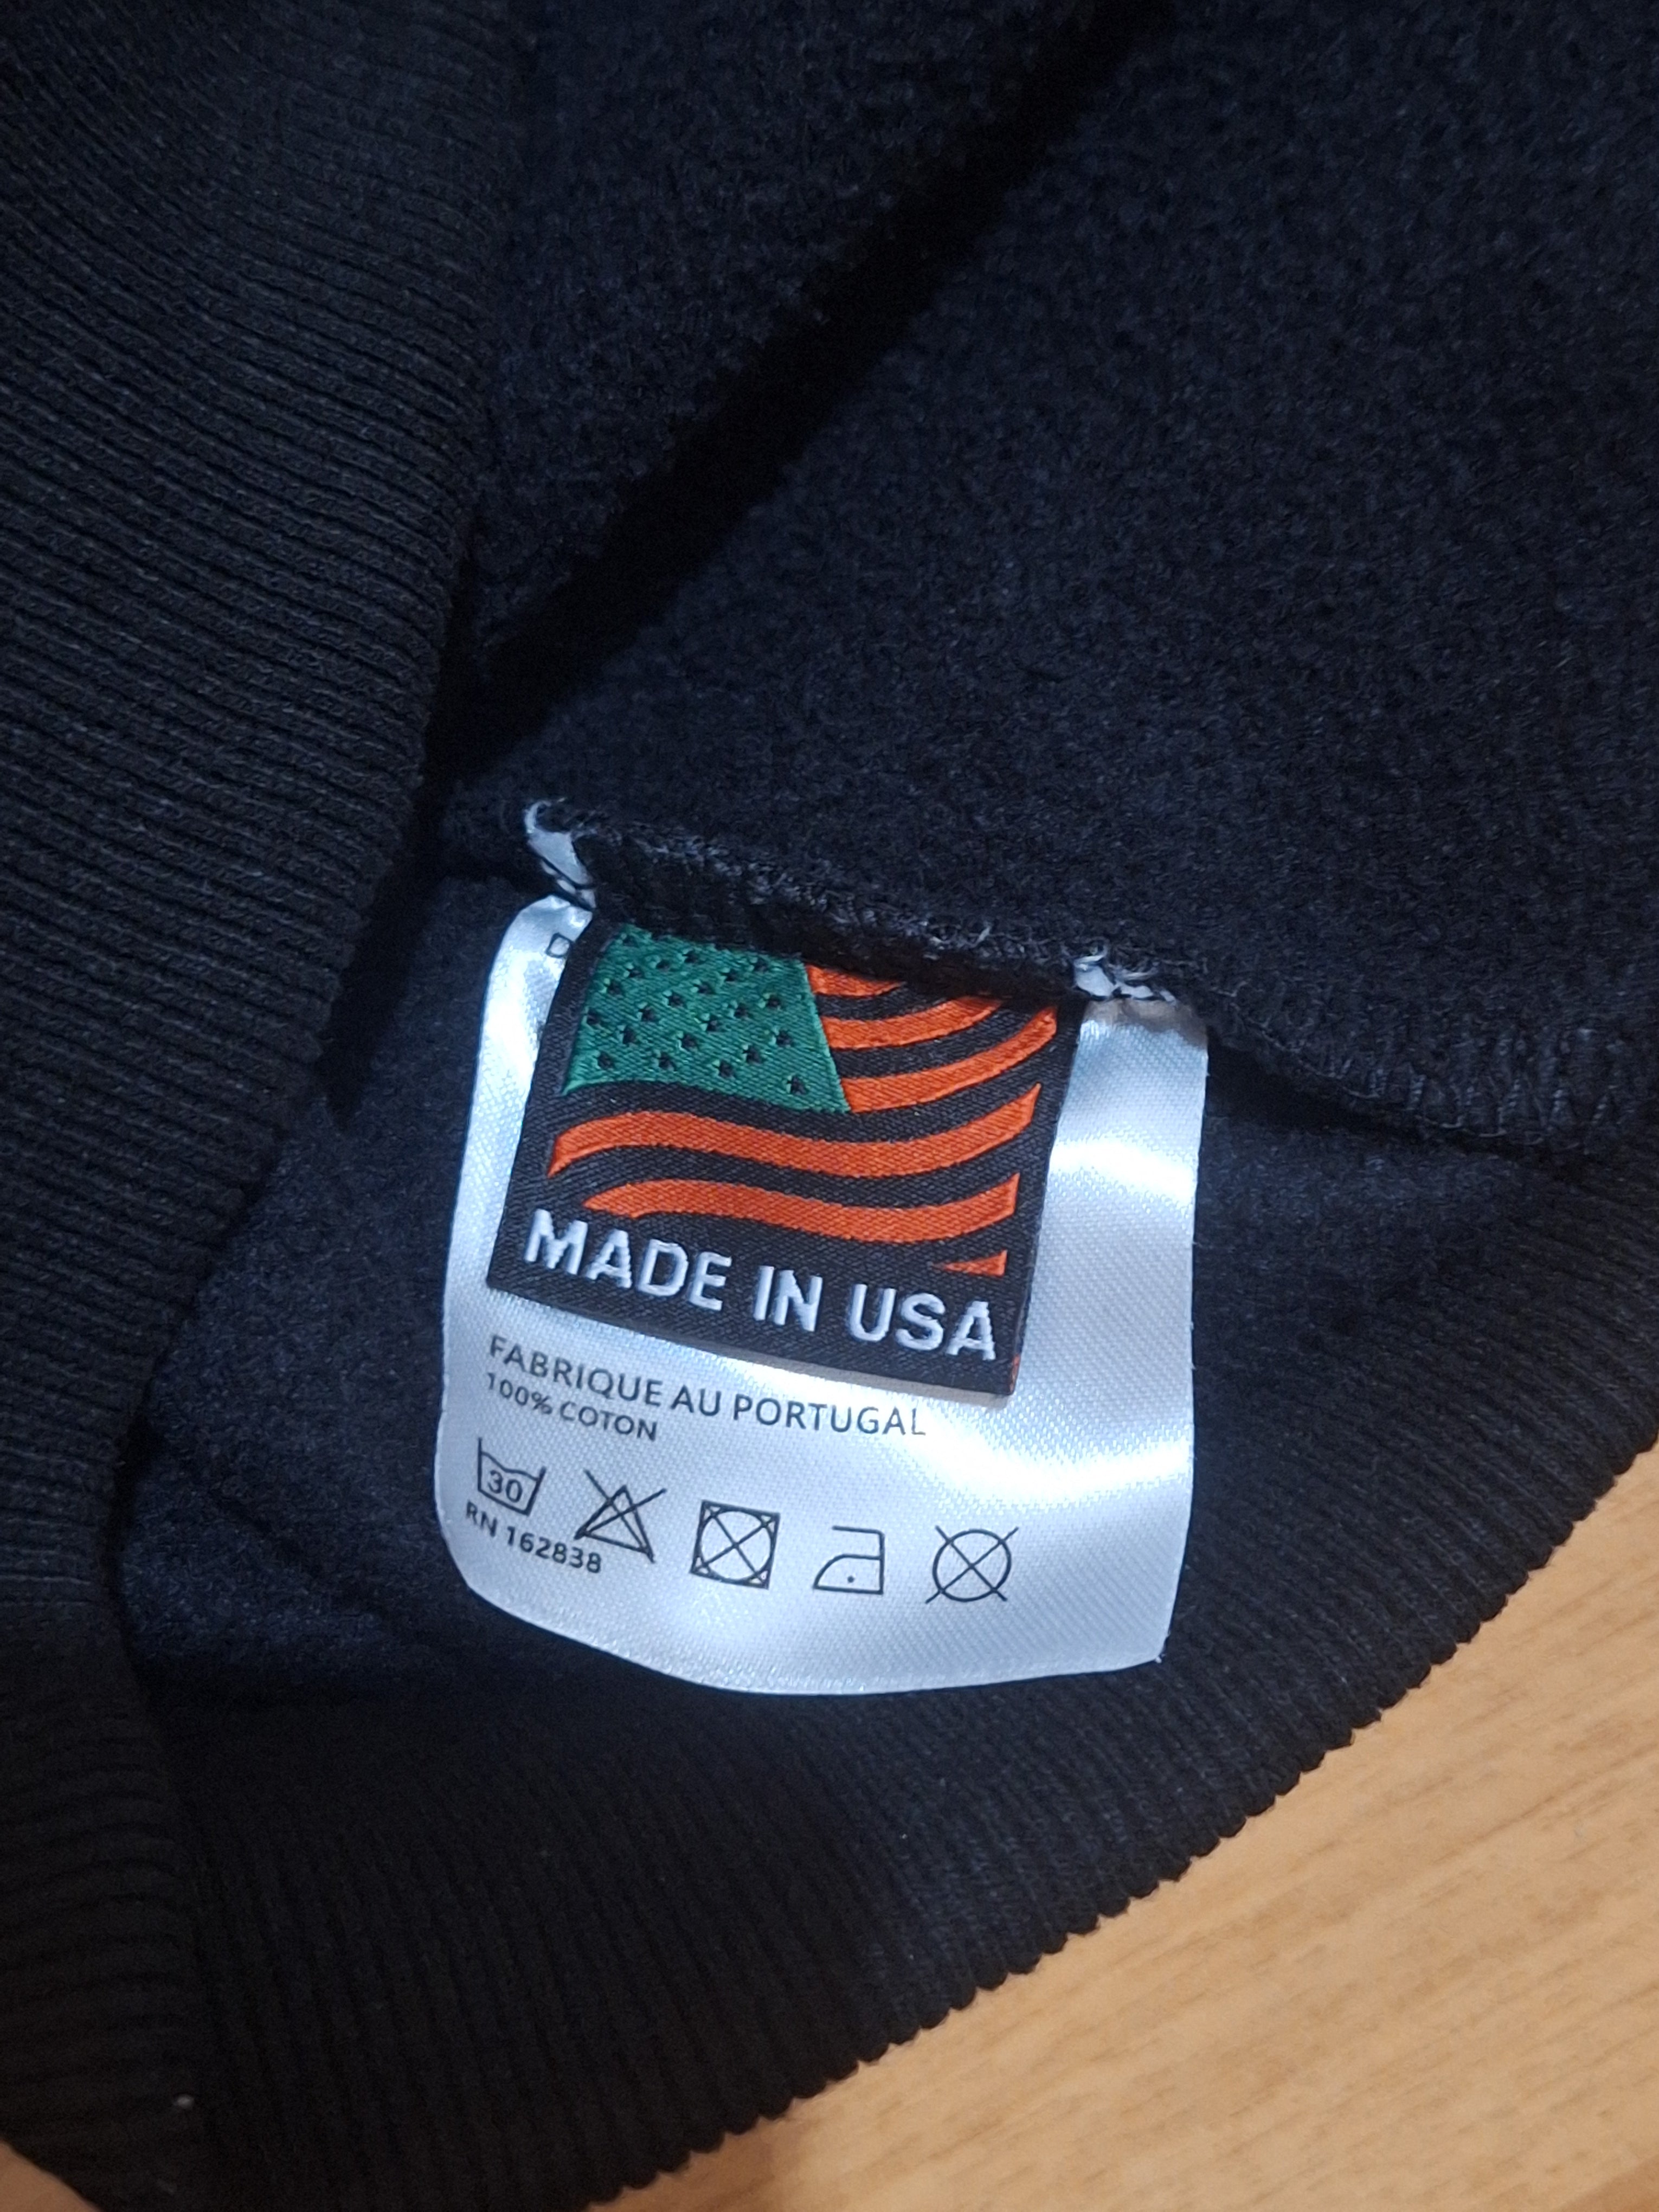 MADE IN USA
FABRIQUE AU PORTUGAL
100% COTON
30
RN 162838